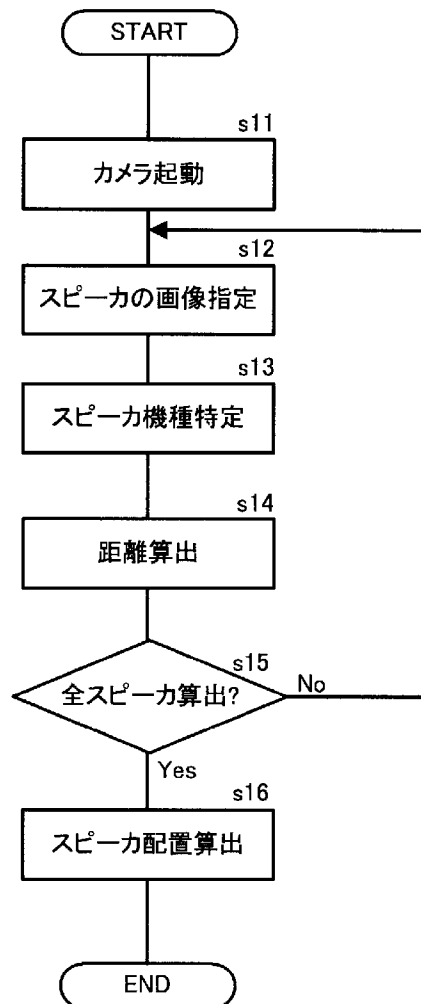 START
s11
カメラ起動
s12
スピーカの画像指定
s13
スピーカ機種特定
s14
距離算出
s15
全スピーカ算出?
No
Yes
s16
スピーカ配置算出
END